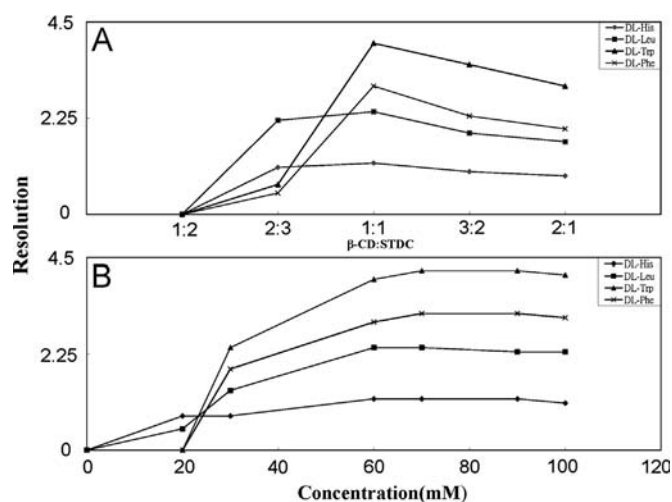 4.5
A
DL-His
DL-Leu
DL-Trp
DL-Phe
2.25
0
1:2 2:3 1:1 3:2 2:1
β-CD:STDC
Resolution
4.5
B
DL-His
DL-Leu
DL-Trp
DL-Phe
2.25
0
0 20 40 60 80 100 120
Concentration(mM)